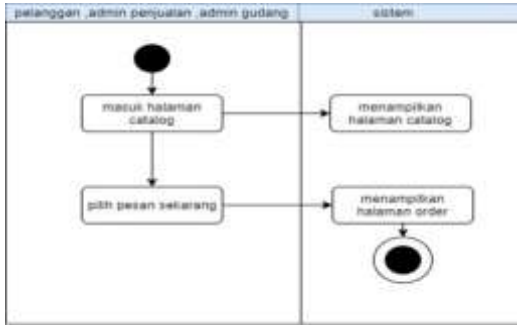 pelanggan ,admin penjualan ,admin gudang
sistem
masuk halaman
catalog
menampilkan
halaman catalog
pilih pesan sekarang
menampilkan
halaman order